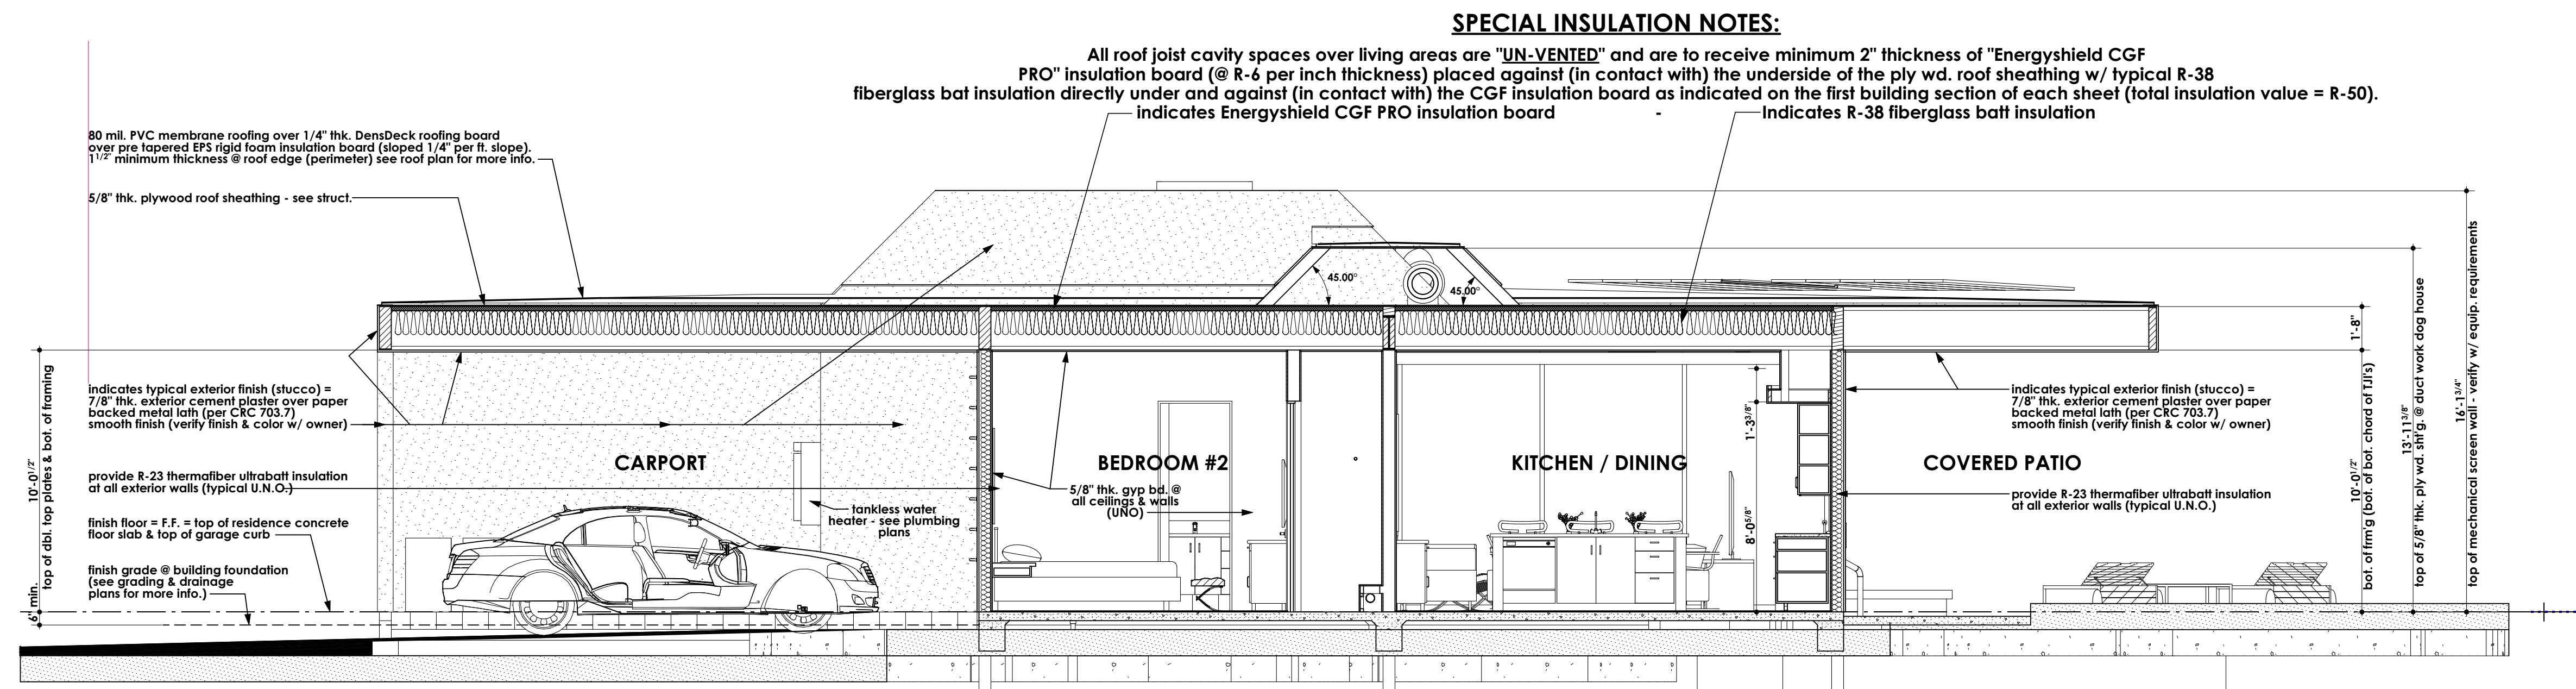 SPECIAL INSULATION NOTES:
All roof joist cavity spaces over living areas are "UN-VENTED" and are to receive minimum 2" thickness of "Energyshield CGF
PRO" insulation board (@ R-6 per inch thickness) placed against (in contact with) the underside of the ply wd. roof sheathing w/ typical R-38
fiberglass bat insulation directly under and against (in contact with) the CGF insulation board as indicated on the first building section of each sheet (total insulation value = R-50).
indicates Energyshield CGF PRO insulation board - Indicates R-38 fiberglass batt insulation
80 mil. PVC membrane roofing over 1/4" thk. DensDeck roofing board
over pre tapered EPS rigid foam insulation board (sloped 1/4" per ft. slope).
1 1/2" minimum thickness @ roof edge (perimeter) see roof plan for more info.
5/8" thk. plywood roof sheathing - see struct.
45.00°
45.00°
indicates typical exterior finish (stucco) =
7/8" thk. exterior cement plaster over paper
backed metal lath (per CRC 703.7)
smooth finish (verify finish & color w/ owner)
provide R-23 thermafiber ultrabatt insulation
at all exterior walls (typical U.N.O.)
finish floor = F.F. = top of residence concrete
floor slab & top of garage curb
finish grade @ building foundation
(see grading & drainage
plans for more info.)
10'-0 1/2"
top of dbl. top plates & bot. of framing
6" min.
CARPORT
tankless water
heater - see plumbing
plans
BEDROOM #2
5/8" thk. gyp bd. @
all ceilings & walls
(UNO)
KITCHEN / DINING
1'-3 3/8"
8'-0 5/8"
COVERED PATIO
indicates typical exterior finish (stucco) =
7/8" thk. exterior cement plaster over paper
backed metal lath (per CRC 703.7)
smooth finish (verify finish & color w/ owner)
provide R-23 thermafiber ultrabatt insulation
at all exterior walls (typical U.N.O.)
1'-8"
10'-0 1/2"
bot. of frm'g (bot. of bot. chord of TJI's)
13'-11 3/8"
top of 5/8" thk. ply wd. sht'g. @ duct work dog house
16'-1 3/4"
top of mechanical screen wall - verify w/ equip. requirements